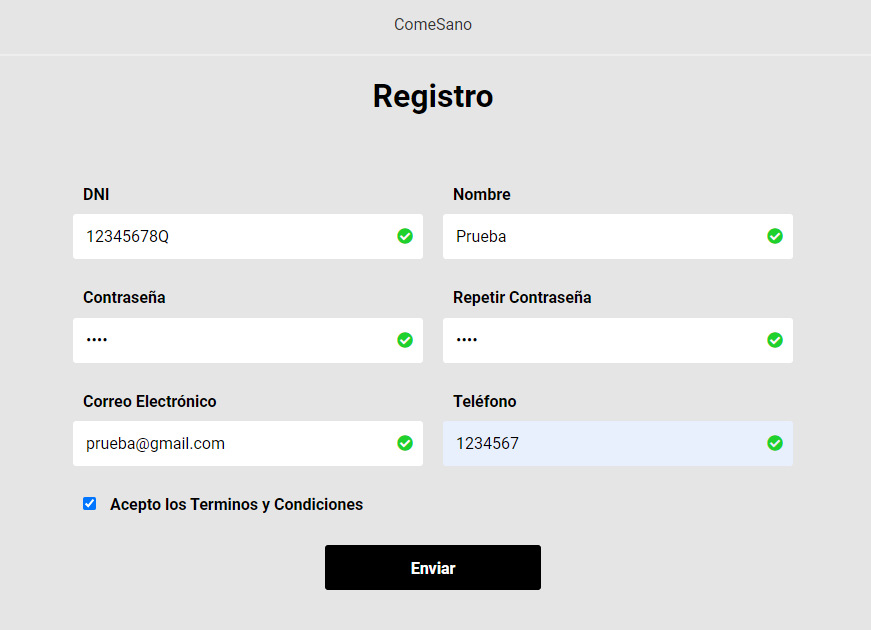 ComeSano
Registro
DNI
Nombre
12345678Q
Prueba
Contraseña
Repetir Contraseña
••••
••••
Correo Electrónico
Teléfono
prueba@gmail.com
1234567
Acepto los Terminos y Condiciones
Enviar